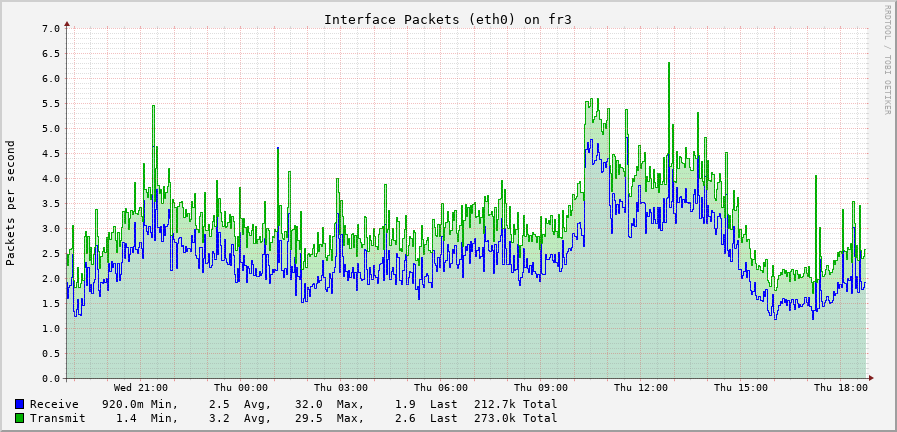 Interface Packets (eth0) on fr3
RRDTOOL / TOBI OETIKER
Packets per second
7.0
6.5
6.0
5.5
5.0
4.5
4.0
3.5
3.0
2.5
2.0
1.5
1.0
0.5
0.0
Wed 21:00 Thu 00:00 Thu 03:00 Thu 06:00 Thu 09:00 Thu 12:00 Thu 15:00 Thu 18:00
Receive 920.0m Min, 2.5 Avg, 32.0 Max, 1.9 Last 212.7k Total
Transmit 1.4 Min, 3.2 Avg, 29.5 Max, 2.6 Last 273.0k Total